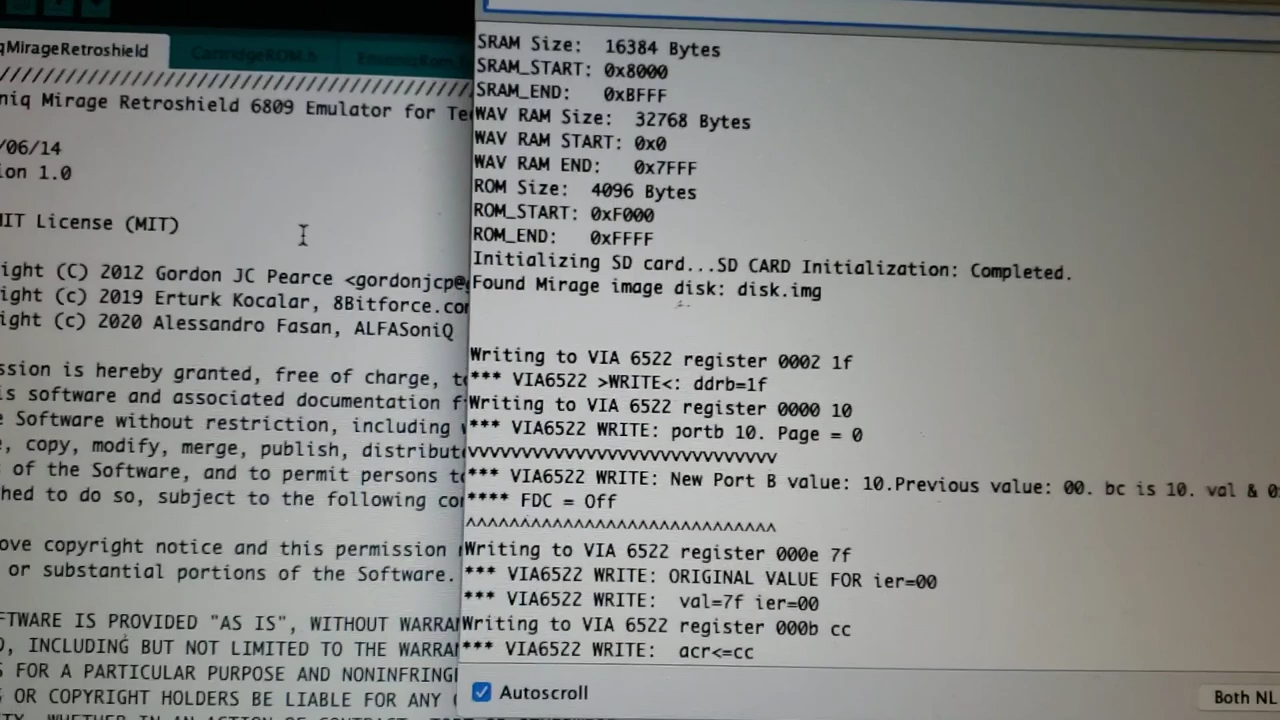 qMirageRetroshield
CartridgeROM.h
niq Mirage Retroshield 6809 Emulator for Te
/06/14
ion 1.0
MIT License (MIT)
ight (C) 2012 Gordon JC Pearce <gordonjcp@
ight (c) 2019 Erturk Kocalar, 8Bitforce.co
ight (c) 2020 Alessandro Fasan, ALFASoniQ
ssion is hereby granted, free of charge, t
is software and associated documentation f
e Software without restriction, including
, copy, modify, merge, publish, distribut
of the Software, and to permit persons t
hed to do so, subject to the following co
ove copyright notice and this permission
or substantial portions of the Software.
FTWARE IS PROVIDED "AS IS", WITHOUT WARRA
, INCLUDING BUT NOT LIMITED TO THE WARRA
FOR A PARTICULAR PURPOSE AND NONINFRING
OR COPYRIGHT HOLDERS BE LIABLE FOR ANY
SRAM Size: 16384 Bytes
SRAM_START: 0x8000
SRAM_END: 0xBFFF
WAV RAM Size: 32768 Bytes
WAV RAM START: 0x0
WAV RAM END: 0x7FFF
ROM Size: 4096 Bytes
ROM_START: 0xF000
ROM_END: 0xFFFF
Initializing SD card...SD CARD Initialization: Completed.
Found Mirage image disk: disk.img
Writing to VIA 6522 register 0002 1f
*** VIA6522 >WRITE<: ddrb=1f
Writing to VIA 6522 register 0000 10
*** VIA6522 WRITE: portb 10. Page = 0
vvvvvvvvvvvvvvvvvvvvvvvvvvvv
*** VIA6522 WRITE: New Port B value: 10.Previous value: 00. bc is 10. val & 0
**** FDC = Off
^^^^^^^^^^^^^^^^^^^^^^^^^^^^
Writing to VIA 6522 register 000e 7f
*** VIA6522 WRITE: ORIGINAL VALUE FOR ier=00
*** VIA6522 WRITE: val=7f ier=00
Writing to VIA 6522 register 000b cc
*** VIA6522 WRITE: acr<=cc
Autoscroll
Both NL